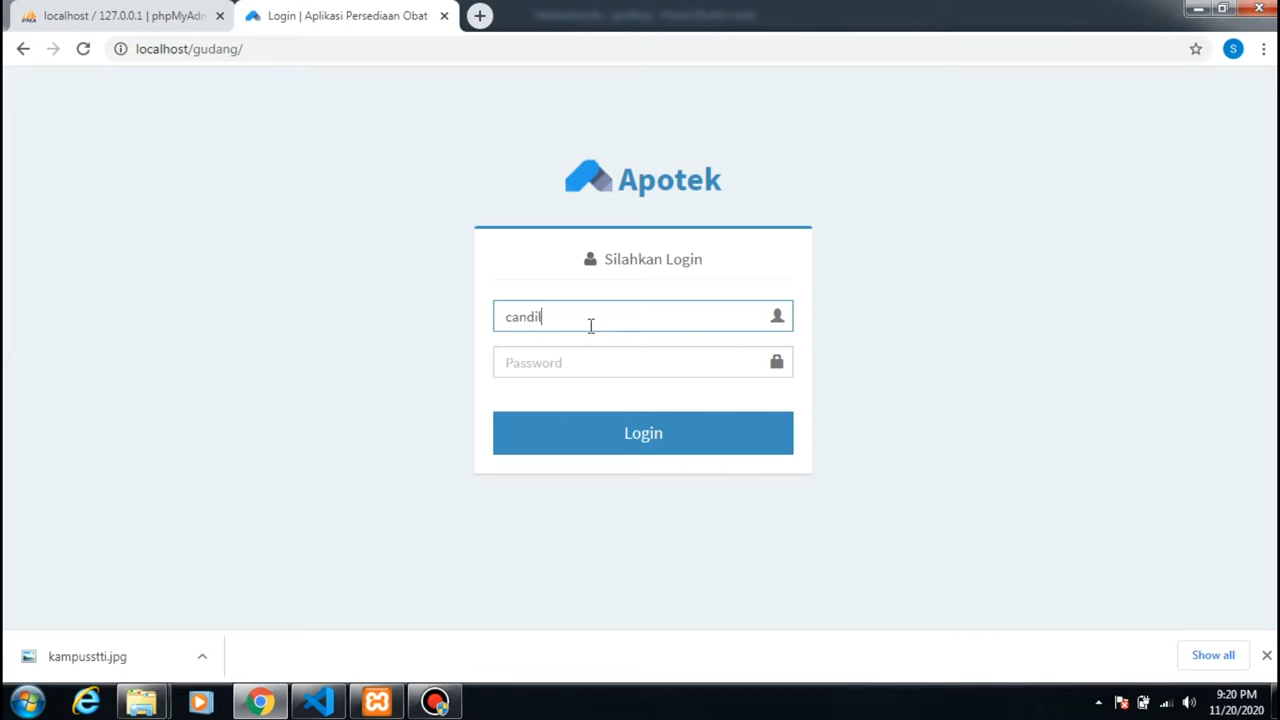 localhost / 127.0.0.1 | phpMyAdn
Login | Aplikasi Persediaan Obat
localhost/gudang/
S
Apotek
Silahkan Login
candil
Password
Login
kampusstti.jpg
Show all
9:20 PM
11/20/2020